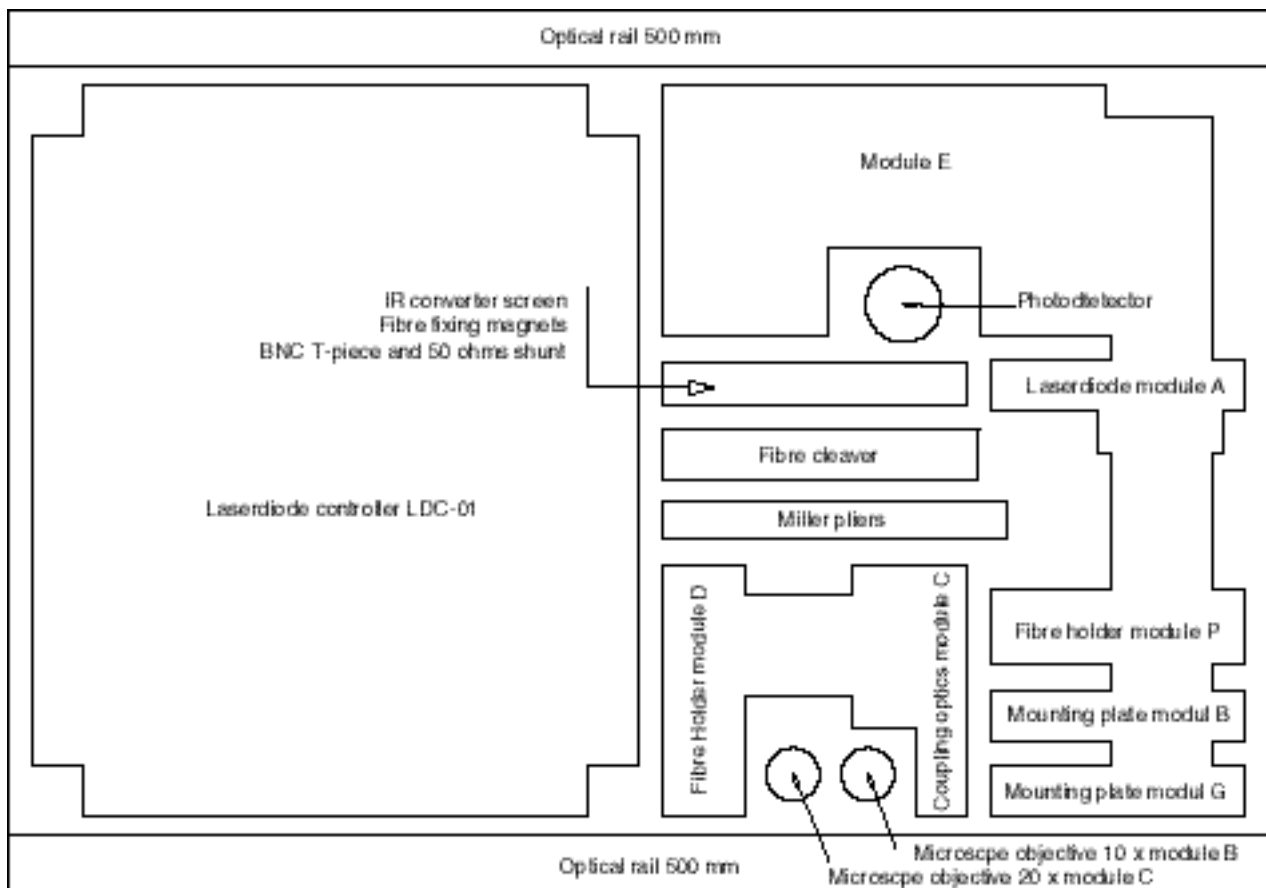 Optical rail 500 mm
Module E
IR converter screen
Fibre fixing magnets
BNC T-piece and 50 ohms shunt
Photodtetector
Laserdiode module A
Fibre cleaver
Laserdiode controller LDC-01
Miller pliers
Fibre Holder module D
Coupling optics module C
Fibre holder module P
Mounting plate modul B
Mounting plate modul G
Microscpe objective 10 x module B
Optical rail 500 mm
Microscpe objective 20 x module C